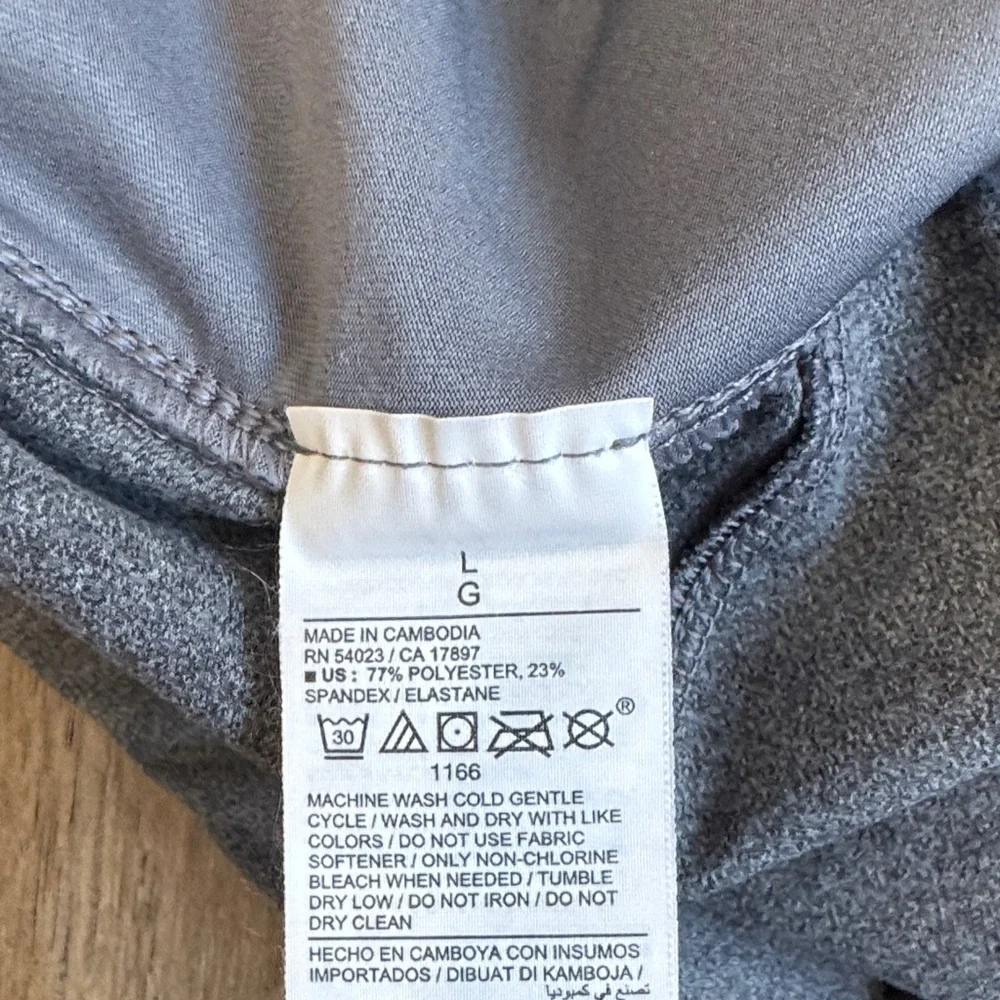 L
G
MADE IN CAMBODIA
RN 54023 / CA 17897
■ US : 77% POLYESTER, 23%
SPANDEX / ELASTANE
30
®
1166
MACHINE WASH COLD GENTLE
CYCLE / WASH AND DRY WITH LIKE
COLORS / DO NOT USE FABRIC
SOFTENER / ONLY NON-CHLORINE
BLEACH WHEN NEEDED / TUMBLE
DRY LOW / DO NOT IRON / DO NOT
DRY CLEAN
HECHO EN CAMBOYA CON INSUMOS
IMPORTADOS / DIBUAT DI KAMBOJA /
تصنع في كمبوديا